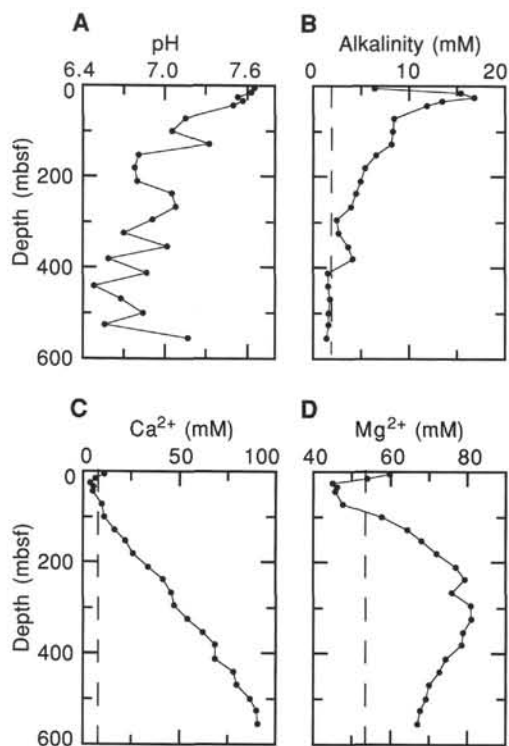 A
pH
6.4 7.0 7.6
0
200
400
600
Depth (mbsf)
B
Alkalinity (mM)
0 10 20
C
Ca²⁺ (mM)
0 50 100
0
200
400
600
Depth (mbsf)
D
Mg²⁺ (mM)
40 60 80